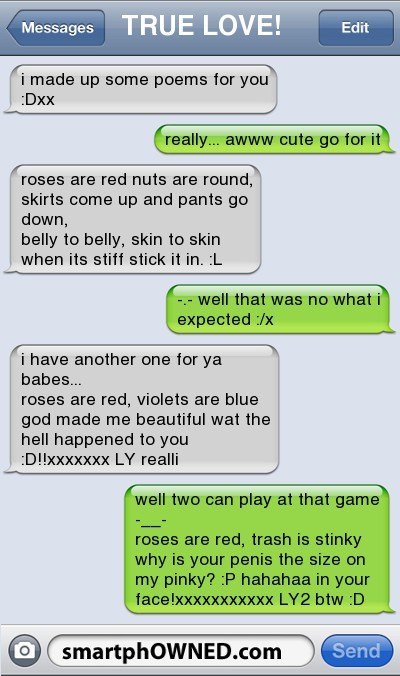 Messages
TRUE LOVE!
Edit
i made up some poems for you
:Dxx
really... awww cute go for it
roses are red nuts are round,
skirts come up and pants go
down,
belly to belly, skin to skin
when its stiff stick it in. :L
-.- well that was no what i
expected :/x
i have another one for ya
babes...
roses are red, violets are blue
god made me beautiful wat the
hell happened to you
:D!!xxxxxxx LY realli
well two can play at that game
-__-
roses are red, trash is stinky
why is your penis the size on
my pinky? :P hahahaa in your
face!xxxxxxxxxxx LY2 btw :D
smartphOWNED.com
Send